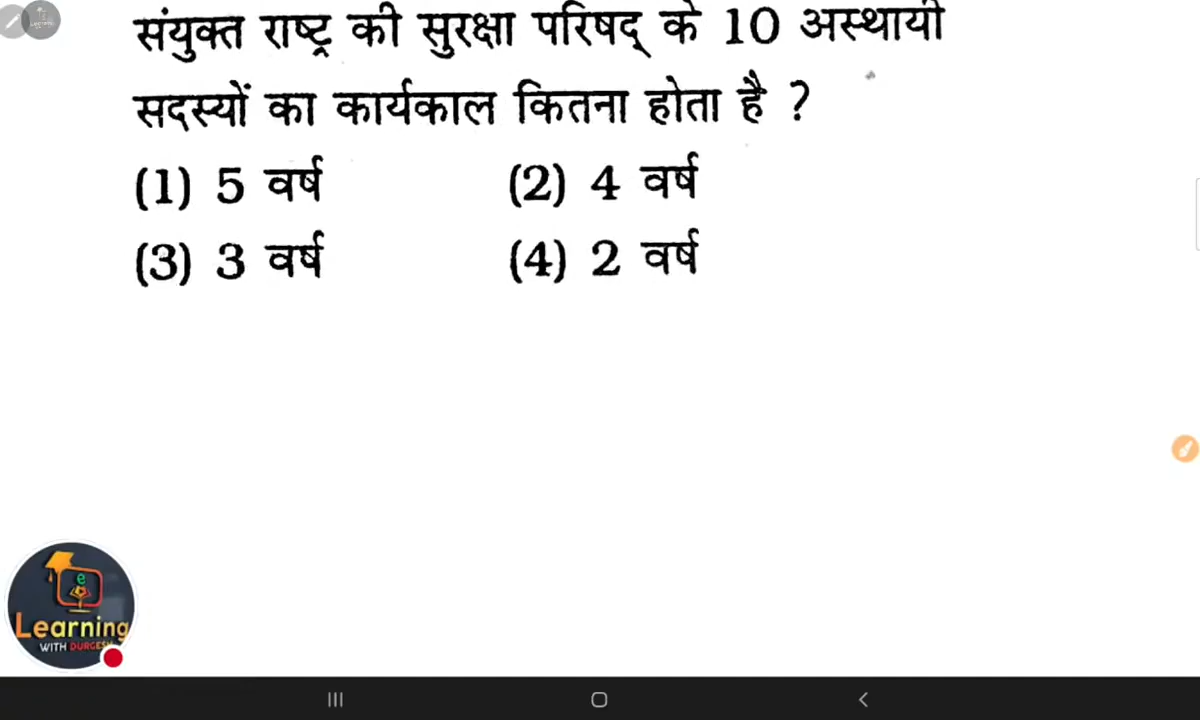 संयुक्त राष्ट्र की सुरक्षा परिषद् के 10 अस्थायी
सदस्यों का कार्यकाल कितना होता है ?
(1) 5 वर्ष (2) 4 वर्ष
(3) 3 वर्ष (4) 2 वर्ष
e
Learning
WITH DURGESH